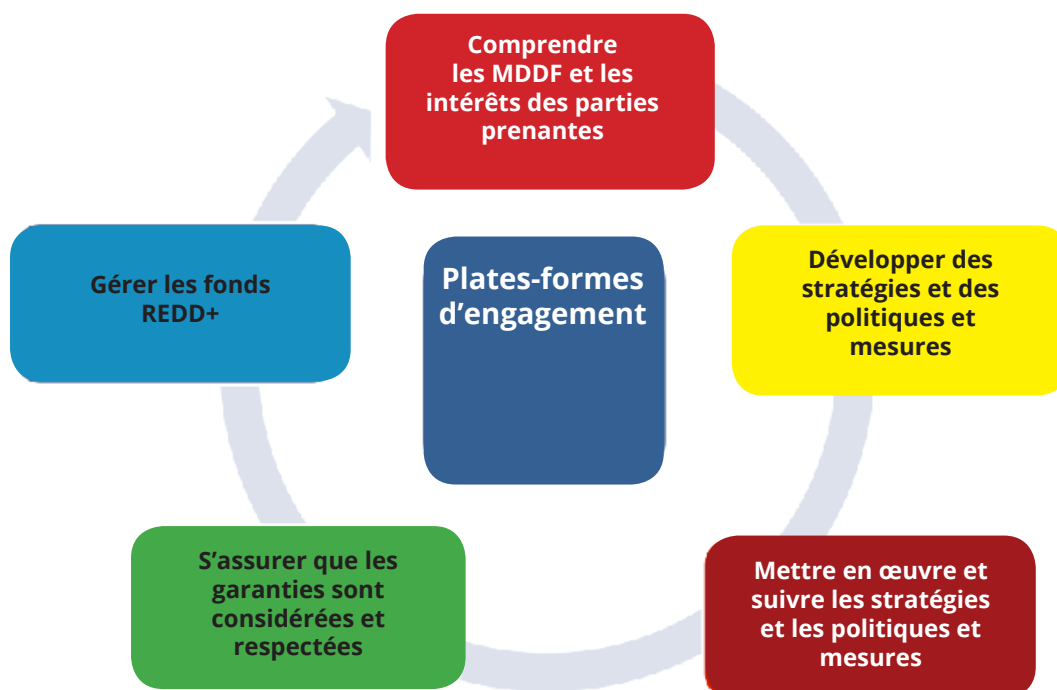 Comprendre
les MDDF et les
intérêts des parties
prenantes
Gérer les fonds
REDD+
Plates-formes
d’engagement
Développer des
stratégies et des
politiques et
mesures
S’assurer que les
garanties sont
considérées et
respectées
Mettre en œuvre et
suivre les stratégies
et les politiques et
mesures